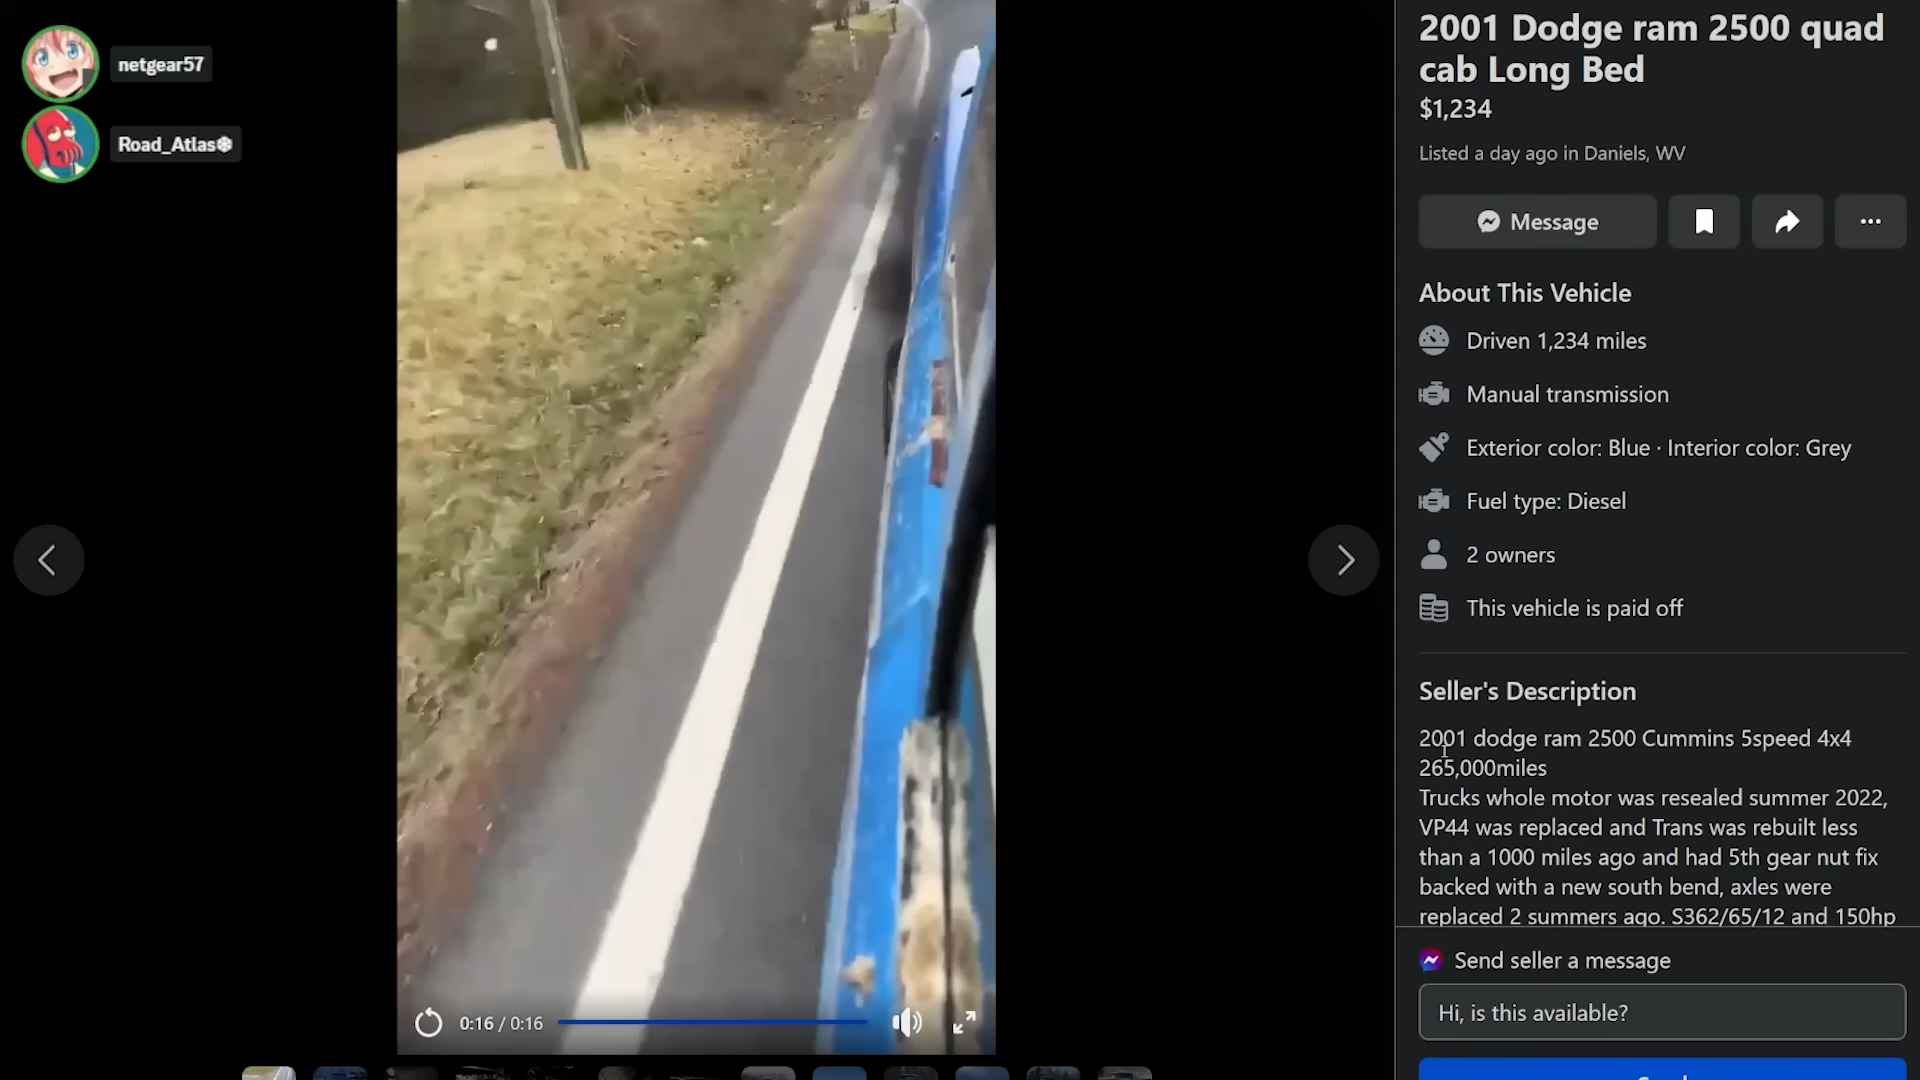 netgear57
Road_Atlas❄
0:16 / 0:16
2001 Dodge ram 2500 quad
cab Long Bed
$1,234
Listed a day ago in Daniels, WV
Message
About This Vehicle
Driven 1,234 miles
Manual transmission
Exterior color: Blue · Interior color: Grey
Fuel type: Diesel
2 owners
This vehicle is paid off
Seller's Description
2001 dodge ram 2500 Cummins 5speed 4x4
265,000miles
Trucks whole motor was resealed summer 2022,
VP44 was replaced and Trans was rebuilt less
than a 1000 miles ago and had 5th gear nut fix
backed with a new south bend, axles were
replaced 2 summers ago. S362/65/12 and 150hp
Send seller a message
Hi, is this available?